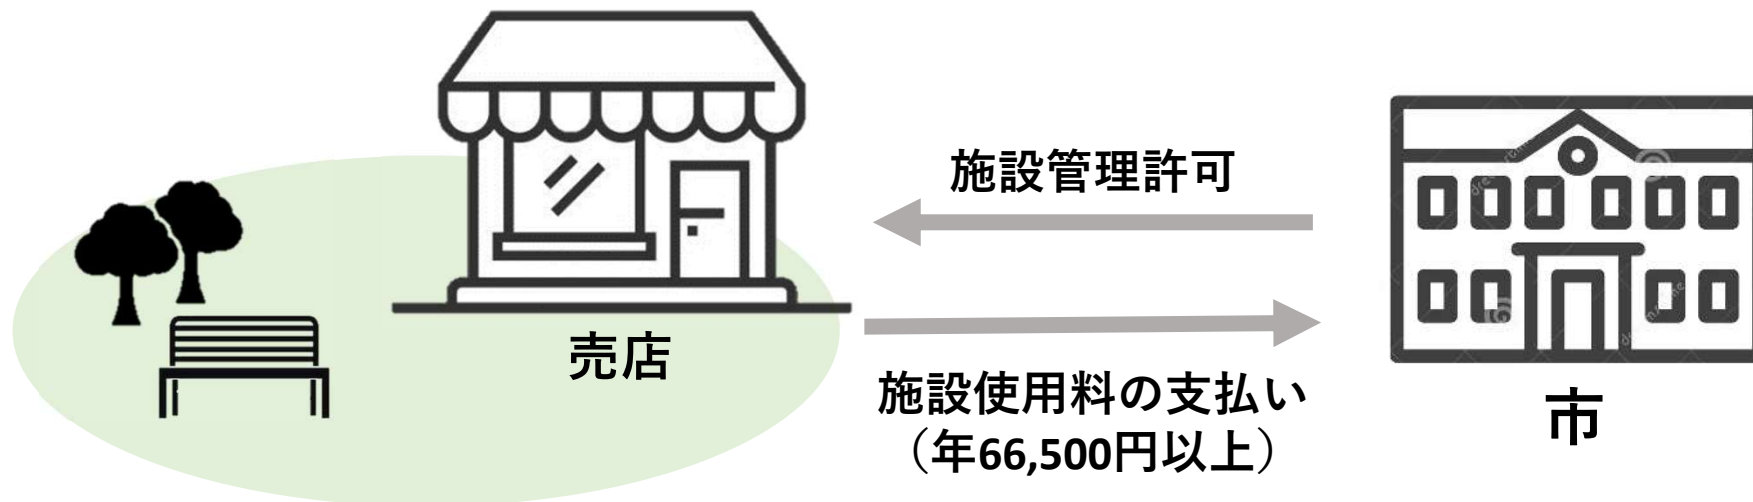 施設管理許可
売店
施設使用料の支払い
（年66,500円以上）
市